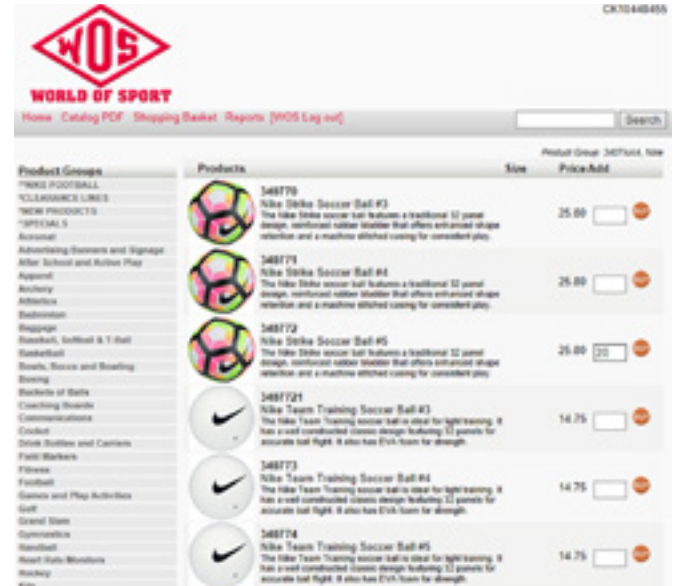 CK1044B455
WOS
WORLD OF SPORT
Home Catalog PDF Shopping Basket Reports [WOS Log out]
Search
Product Groups
Products Size Price Add
*NIKE FOOTBALL
*CLEARANCE LINES
*NEW PRODUCTS
*SPECIALS
Acromat
Advertising Banners and Signage
After School and Active Play
Apparel
Archery
Athletics
Badminton
Baggage
Baseball, Softball & T-Ball
Basketball
Bowls, Bocce and Bowling
Boxing
Buckets of Balls
Coaching Boards
Communications
Cricket
Drink Bottles and Carriers
Field Markers
Fitness
Football
Games and Play Activities
Golf
Grand Slam
Gymnastics
Handball
Heart Rate Monitors
Hockey
348770
Nike Strike Soccer Ball #3
The Nike Strike soccer ball features a traditional 32 panel
design, reinforced rubber bladder that offers enhanced shape
retention and a machine stitched casing for consistent play.
25.80
348771
Nike Strike Soccer Ball #4
The Nike Strike soccer ball features a traditional 32 panel
design, reinforced rubber bladder that offers enhanced shape
retention and a machine stitched casing for consistent play.
25.80
348772
Nike Strike Soccer Ball #5
The Nike Strike soccer ball features a traditional 32 panel
design, reinforced rubber bladder that offers enhanced shape
retention and a machine stitched casing for consistent play.
25.80 20
3487721
Nike Team Training Soccer Ball #3
The Nike Team Training soccer ball is ideal for light training. It
has a well constructed classic design featuring 32 panels for
accurate ball flight. It also has EVA foam for strength.
14.75
348773
Nike Team Training Soccer Ball #4
The Nike Team Training soccer ball is ideal for light training. It
has a well constructed classic design featuring 32 panels for
accurate ball flight. It also has EVA foam for strength.
14.75
348774
Nike Team Training Soccer Ball #5
The Nike Team Training soccer ball is ideal for light training. It
has a well constructed classic design featuring 32 panels for
accurate ball flight. It also has EVA foam for strength.
14.75